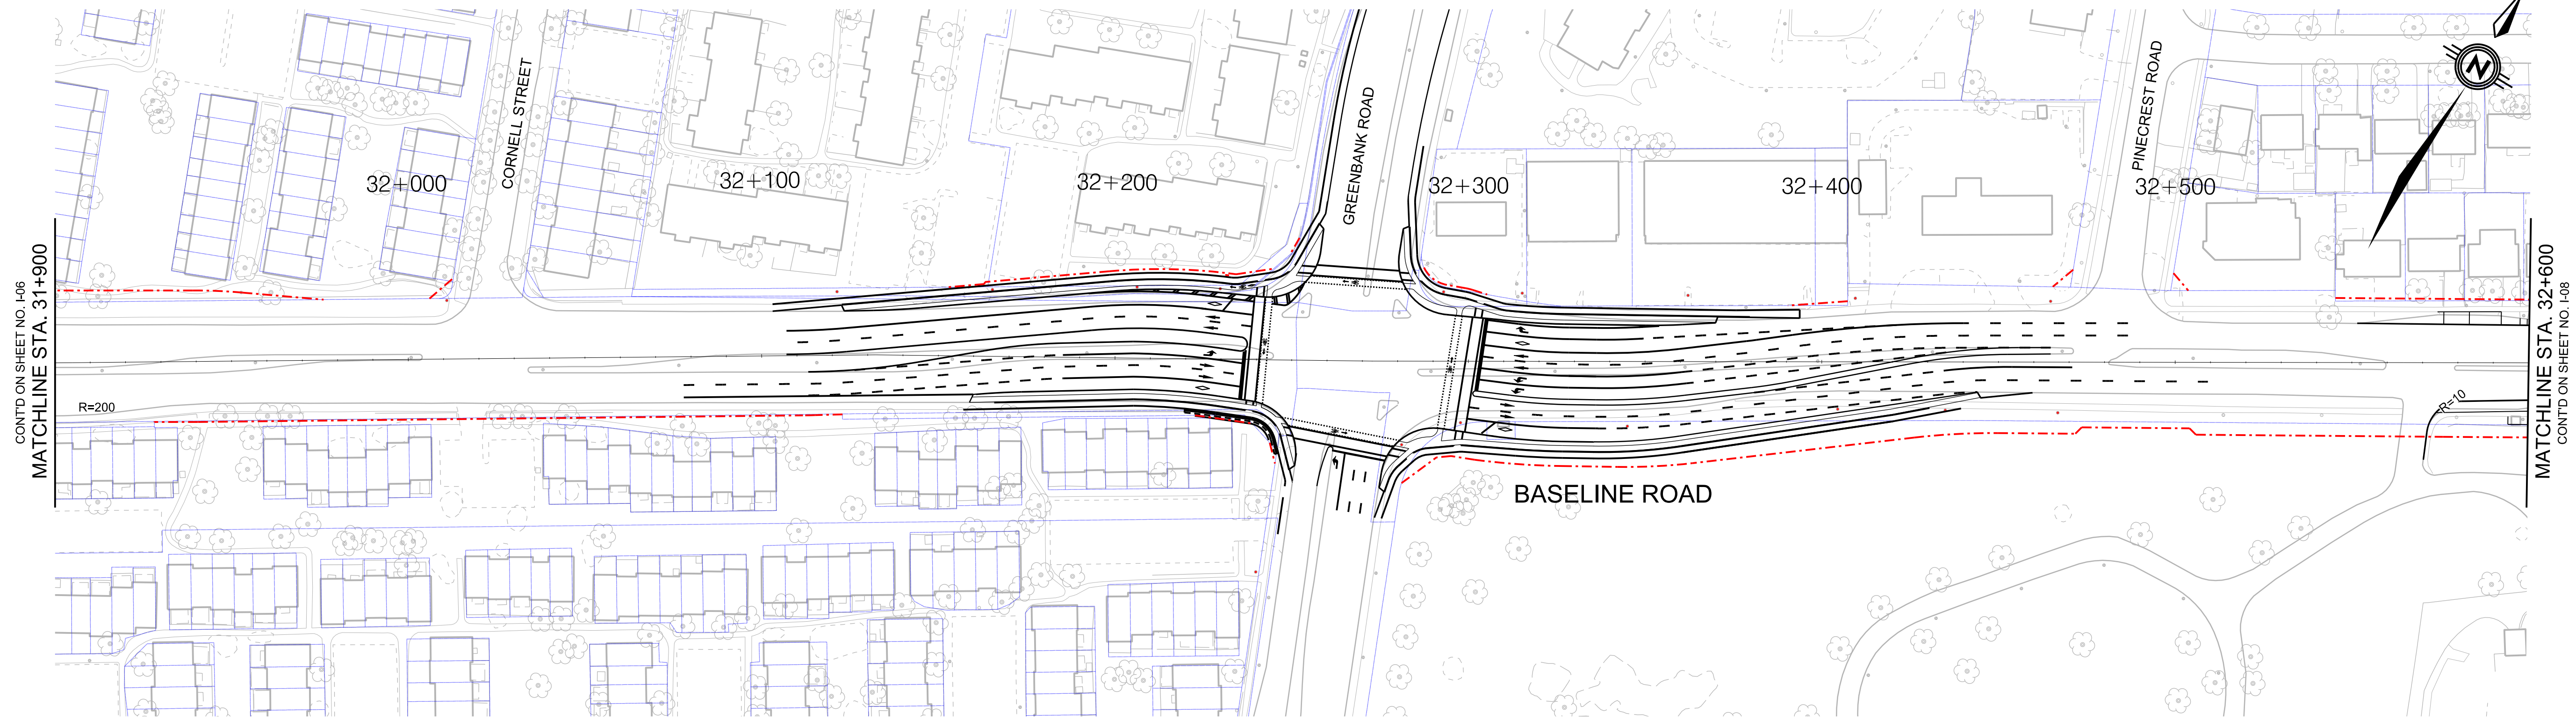 CONT'D ON SHEET NO. I-06
MATCHLINE STA. 31+900
CORNELL STREET
GREENBANK ROAD
PINECREST ROAD
N
32+000
32+100
32+200
32+300
32+400
32+500
R=200
R=10
BASELINE ROAD
MATCHLINE STA. 32+600
CONT'D ON SHEET NO. I-08